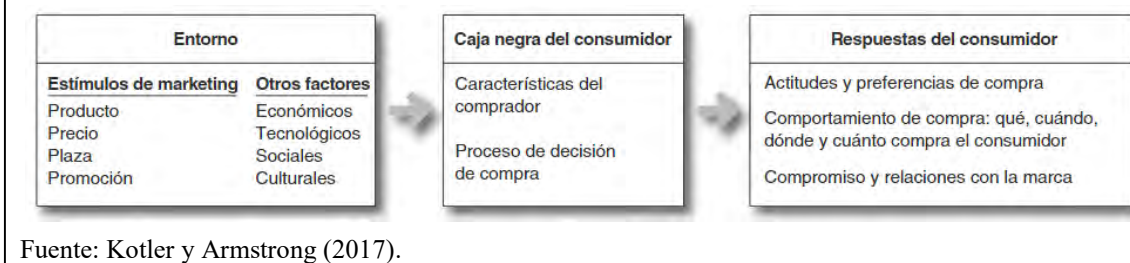 Entorno
Estímulos de marketing Otros factores
Producto Económicos
Precio Tecnológicos
Plaza Sociales
Promoción Culturales
Caja negra del consumidor
Características del
comprador
Proceso de decisión
de compra
Respuestas del consumidor
Actitudes y preferencias de compra
Comportamiento de compra: qué, cuándo,
dónde y cuánto compra el consumidor
Compromiso y relaciones con la marca
Fuente: Kotler y Armstrong (2017).